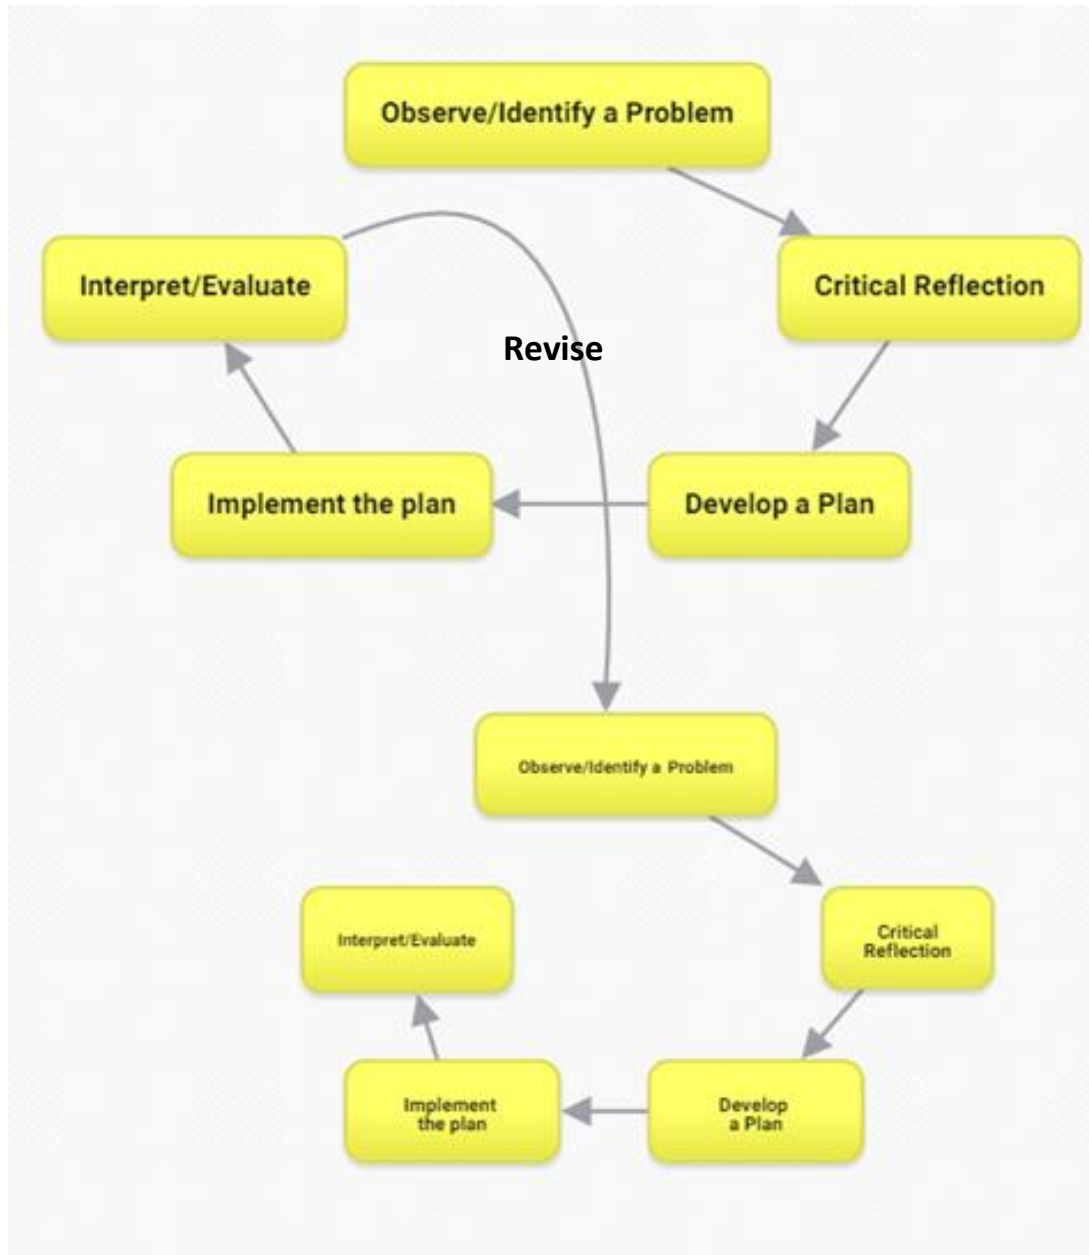 Observe/Identify a Problem
Interpret/Evaluate
Critical Reflection
Revise
Implement the plan
Develop a Plan
Observe/Identify a Problem
Interpret/Evaluate
Critical
Reflection
Implement
the plan
Develop
a Plan